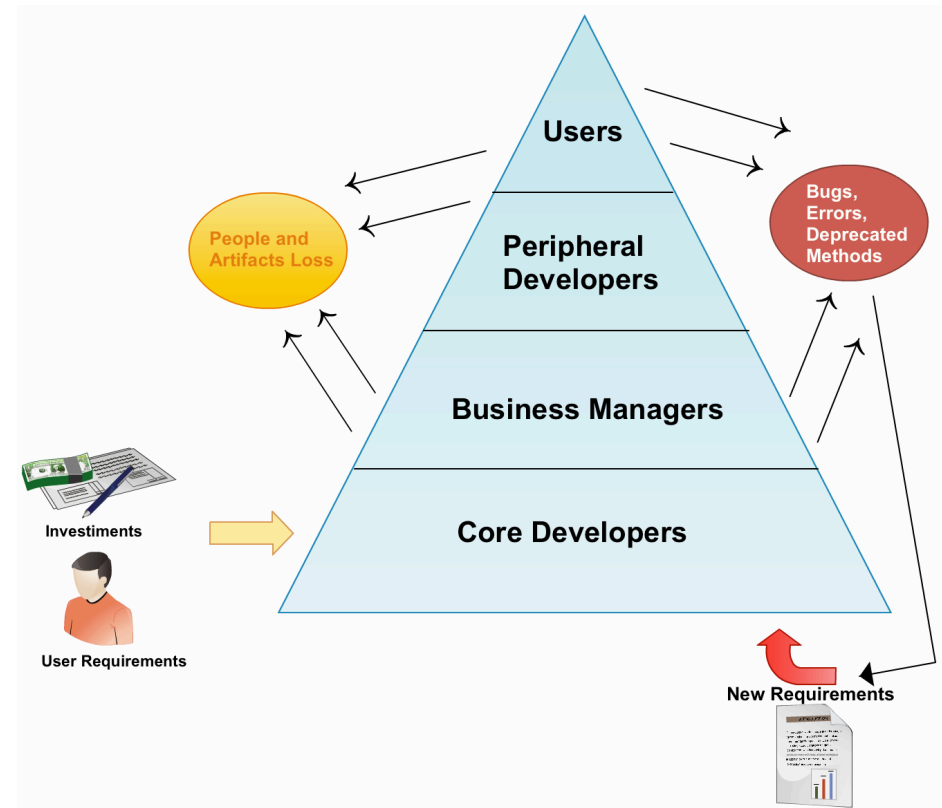 Users
Bugs,
Errors,
Deprecated
Methods
People and
Artifacts Loss
Peripheral
Developers
Business Managers
Investiments
Core Developers
User Requirements
New Requirements